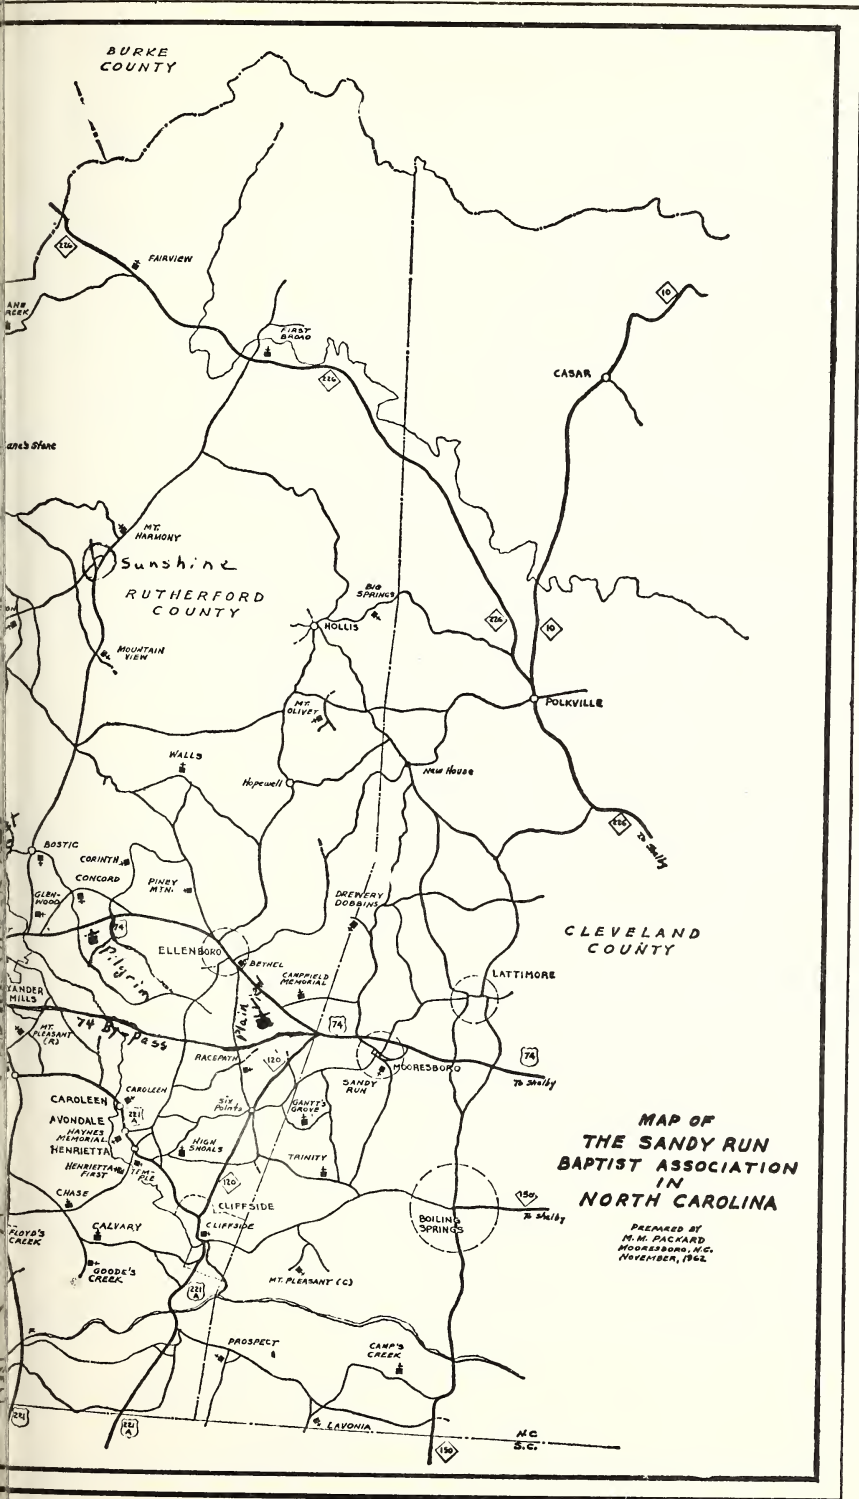 BURKE
COUNTY
226
FAIRVIEW
10
FIRST
BROAD
226
CASAR
MT.
HARMONY
Sunshine
RUTHERFORD
COUNTY
BIG
SPRINGS
HOLLIS
226
10
MOUNTAIN
VIEW
MT.
OLIVET
POLKVILLE
WALLS
Hopewell
New House
226
To Shelby
BOSTIC
CORINTH
CONCORD
PINEY
MTN.
GLEN-
WOOD
DREWERY
DOBBINS
74
Pilgrim
ELLENBORO
BETHEL
CLEVELAND
COUNTY
CAMPFIELD
MEMORIAL
LATTIMORE
XANDER
MILLS
Plain
View
74 By-Pass
MT.
PLEASANT
(R)
74
RACEPATH
120
MOORESBORO
74
To Shelby
SANDY
RUN
CAROLEEN
CAROLEEN
221
A
SIX
POINTS
GANTT'S
GROVE
AVONDALE
HAYNES
MEMORIAL
HENRIETTA
HIGH
SHOALS
HENRIETTA
FIRST
TEM-
PLE
TRINITY
MAP OF
THE SANDY RUN
BAPTIST ASSOCIATION
IN
NORTH CAROLINA
PREPARED BY
M. M. PACKARD
MOORESBORO, N.C.
NOVEMBER, 1962
120
CHASE
CLIFFSIDE
CLIFFSIDE
150
To Shelby
BOILING
SPRINGS
FLOYD'S
CREEK
CALVARY
GOODE'S
CREEK
MT. PLEASANT (C)
221
A
PROSPECT
CAMP'S
CREEK
221
221
A
LAVONIA
N.C.
S.C.
150